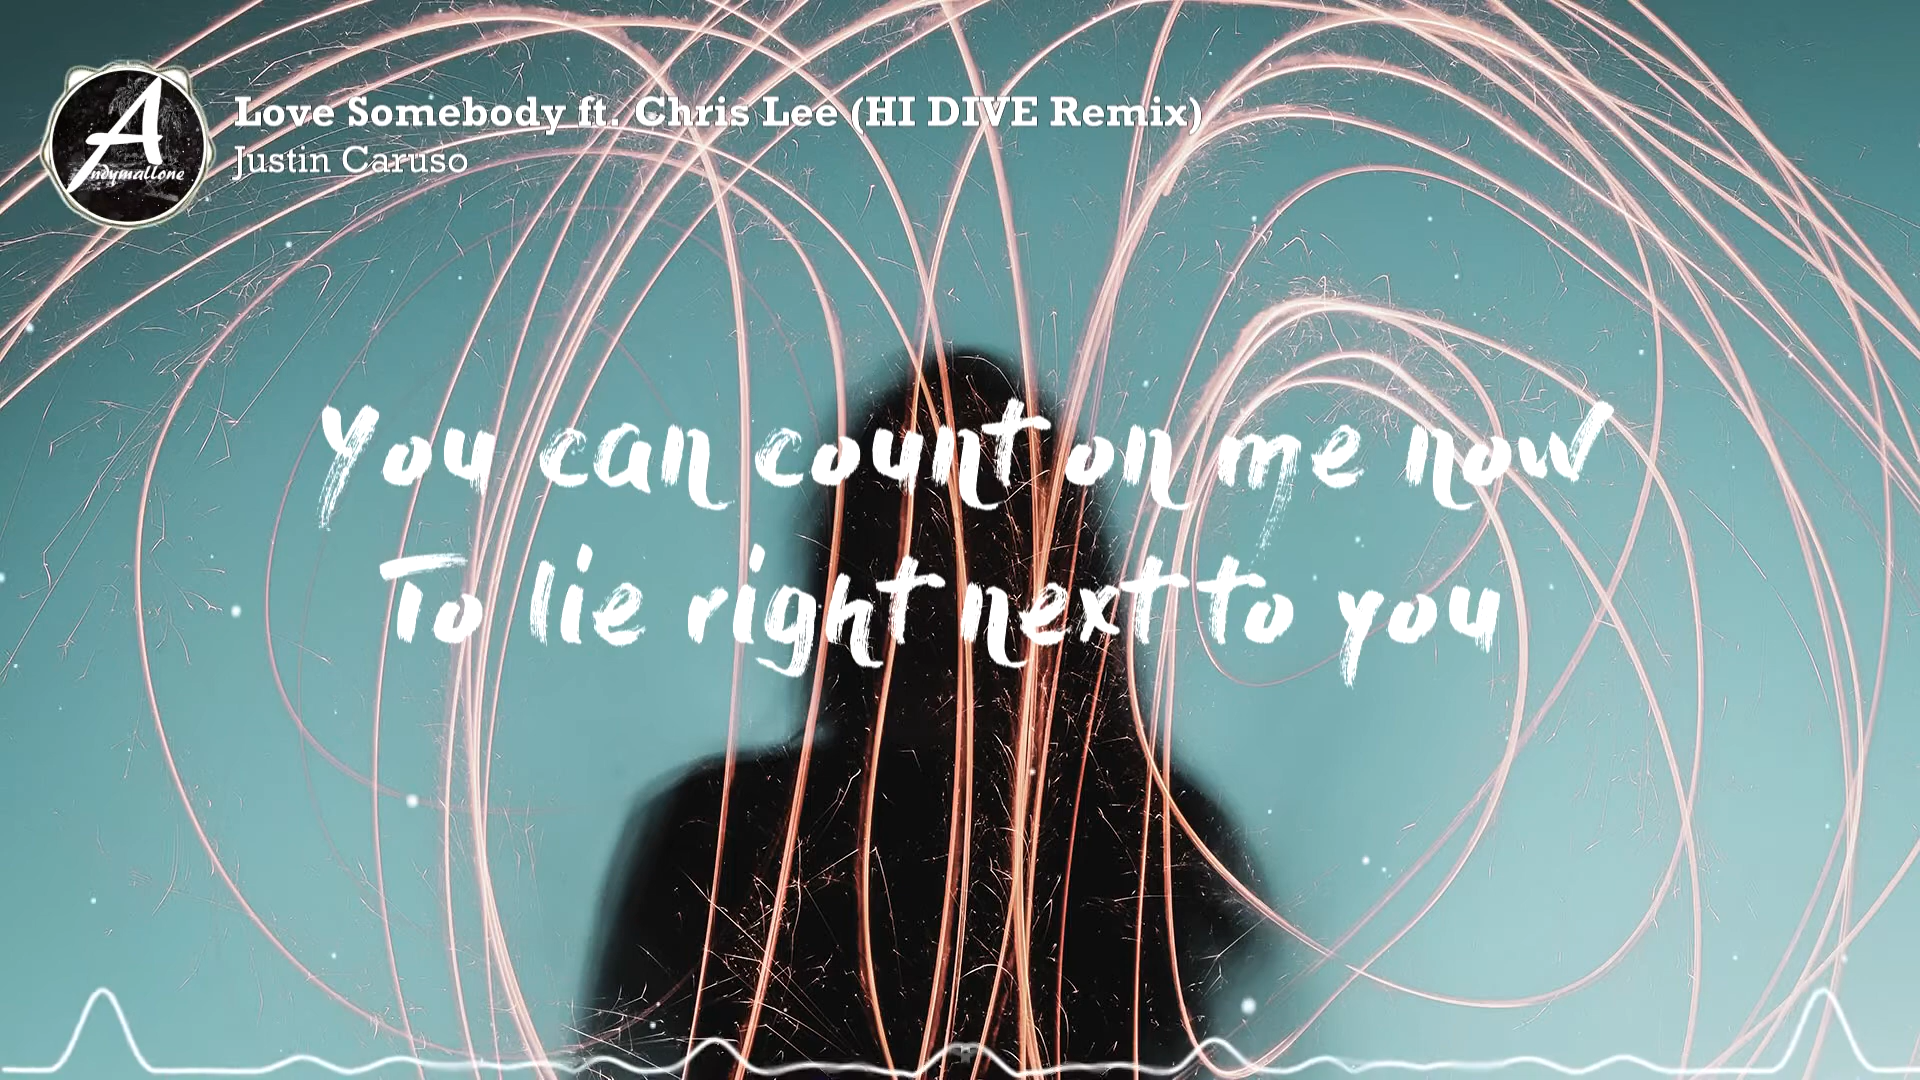 Love Somebody ft. Chris Lee (HI DIVE Remix)
Justin Caruso
Andymallone
You can count on me now
To lie right next to you